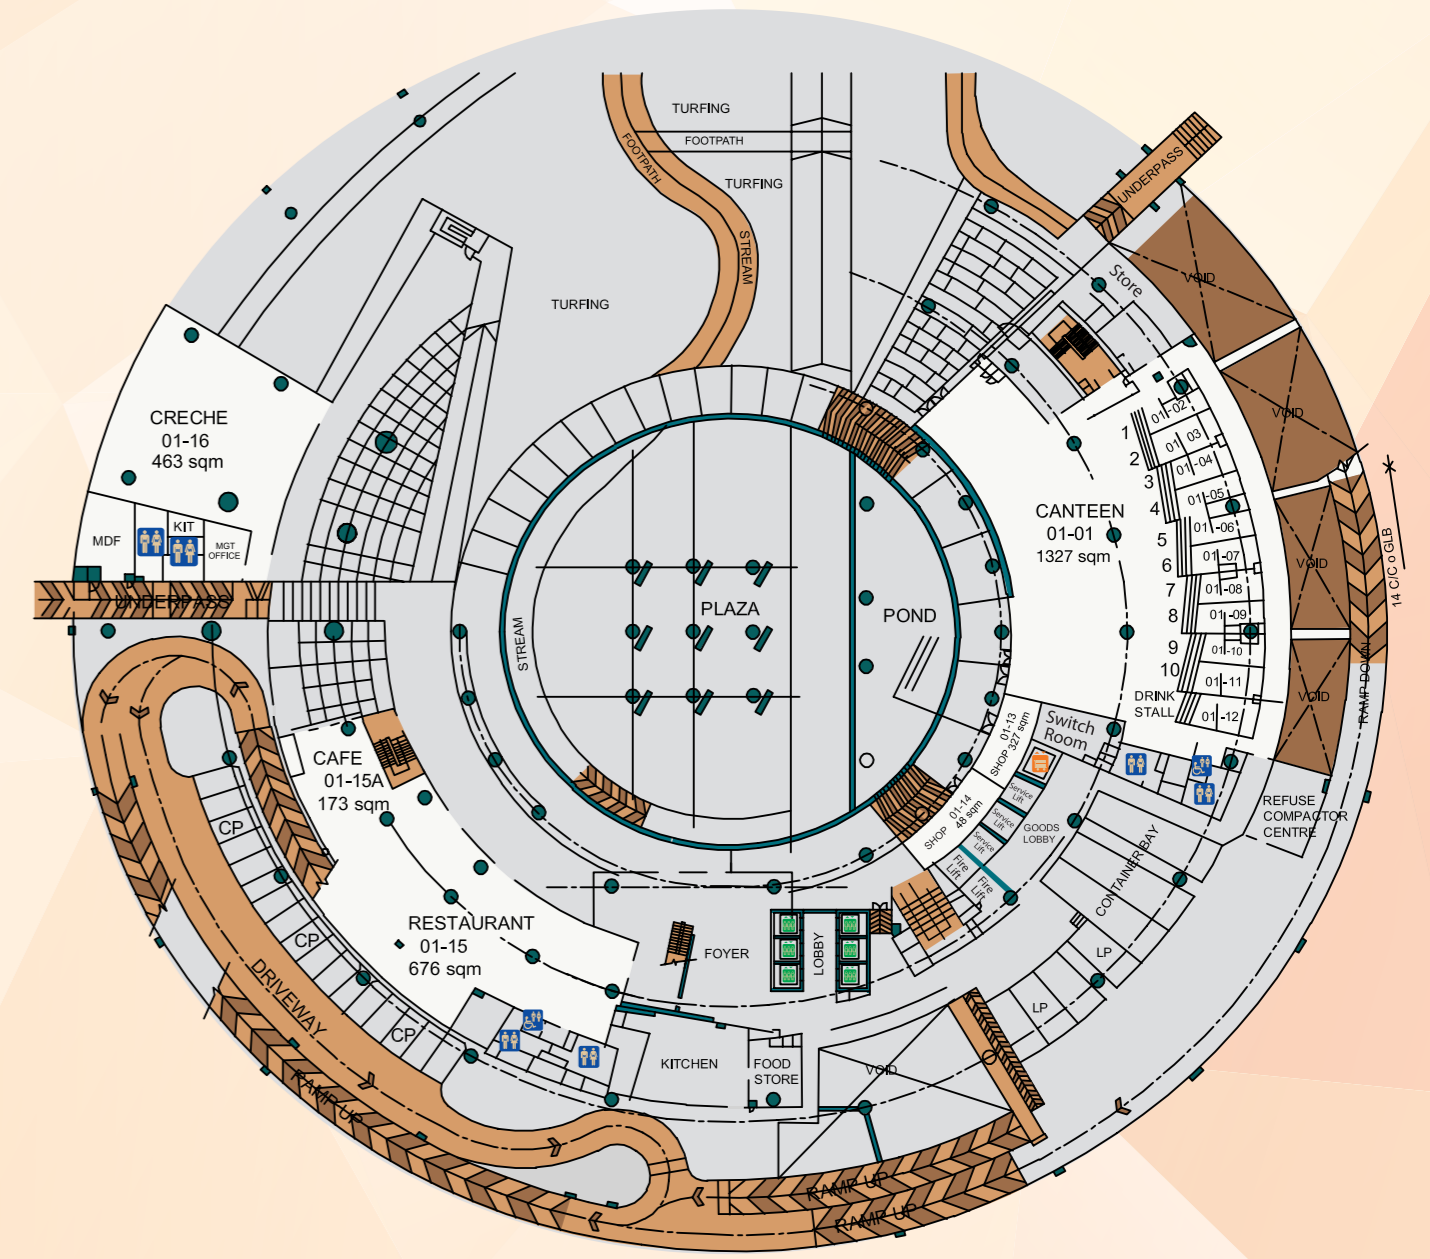 TURFING
FOOTPATH
FOOTPATH
TURFING
STREAM
TURFING
UNDERPASS
Store
VOID
VOID
VOID
VOID
14 C/C o GLB
RAMP DOWN
CRECHE
01-16
463 sqm
MDF
KIT
MGT
OFFICE
UNDERPASS
CANTEEN
01-01
1327 sqm
1
2
3
4
5
6
7
8
9
10
DRINK
STALL
01-02
01 03
01-04
01-05
01-06
01-07
01-08
01-09
01-10
01-11
01-12
PLAZA
POND
STREAM
CAFE
01-15A
173 sqm
SHOP 01-13
327 sqm
Switch
Room
SHOP 01-14
48 sqm
Service
Lift
Service
Lift
Service
Lift
Fire
Lift
Fire
Lift
GOODS
LOBBY
REFUSE
COMPACTOR
CENTRE
CONTAINER BAY
LP
LP
CP
CP
CP
RESTAURANT
01-15
676 sqm
FOYER
LOBBY
KITCHEN
FOOD
STORE
VOID
DRIVEWAY
RAMP UP
RAMP UP
RAMP UP